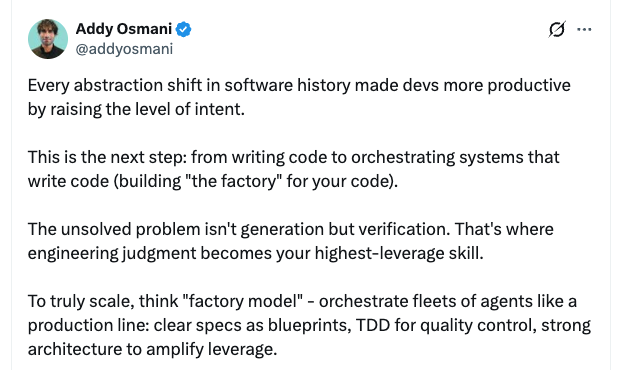 Addy Osmani
@addyosmani
Every abstraction shift in software history made devs more productive
by raising the level of intent.
This is the next step: from writing code to orchestrating systems that
write code (building "the factory" for your code).
The unsolved problem isn't generation but verification. That's where
engineering judgment becomes your highest-leverage skill.
To truly scale, think "factory model" - orchestrate fleets of agents like a
production line: clear specs as blueprints, TDD for quality control, strong
architecture to amplify leverage.